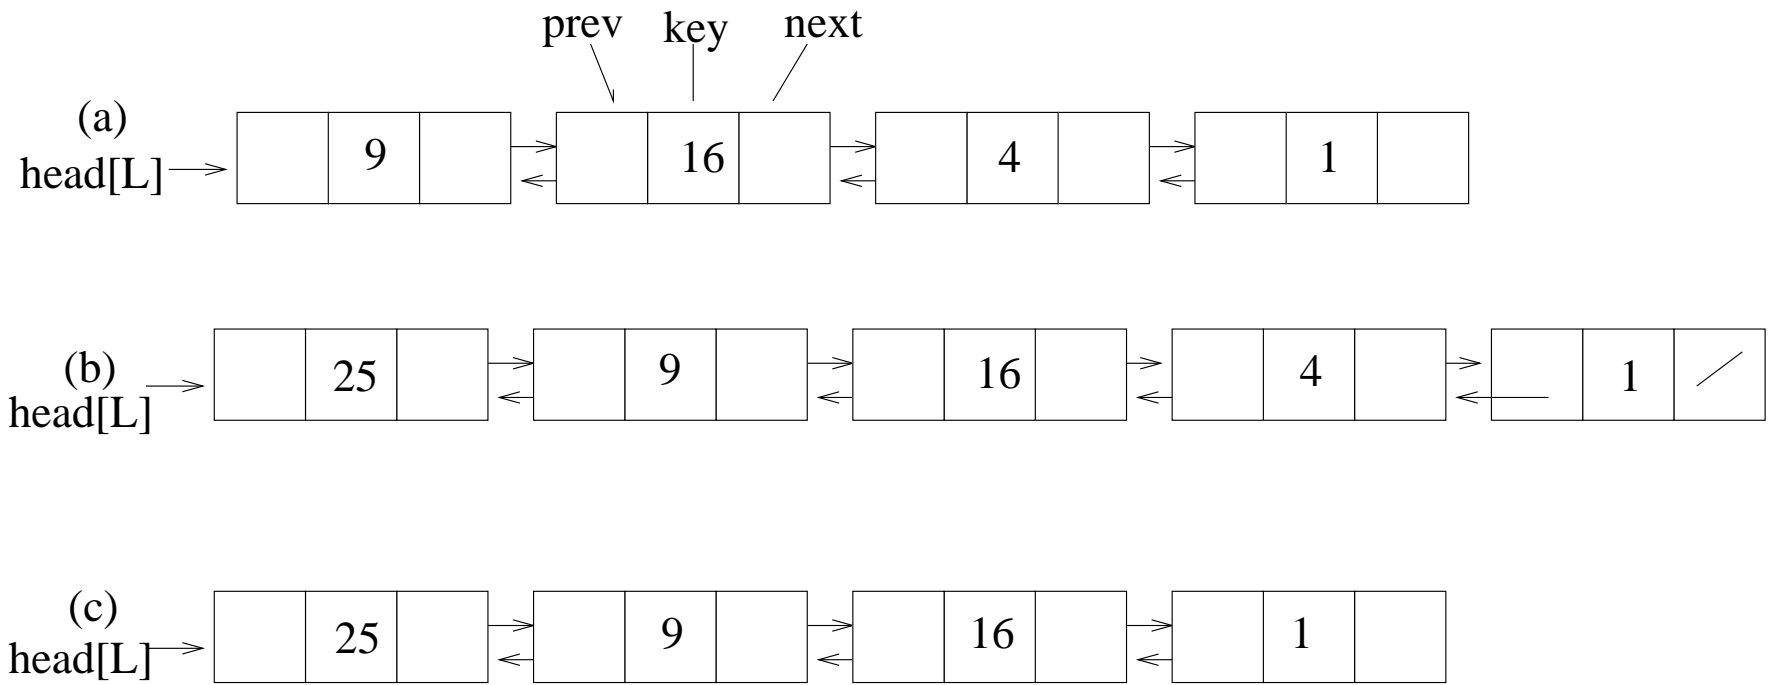 prev key next
(a)
head[L] 9 16 4 1
(b)
head[L] 25 9 16 4 1
(c)
head[L] 25 9 16 1